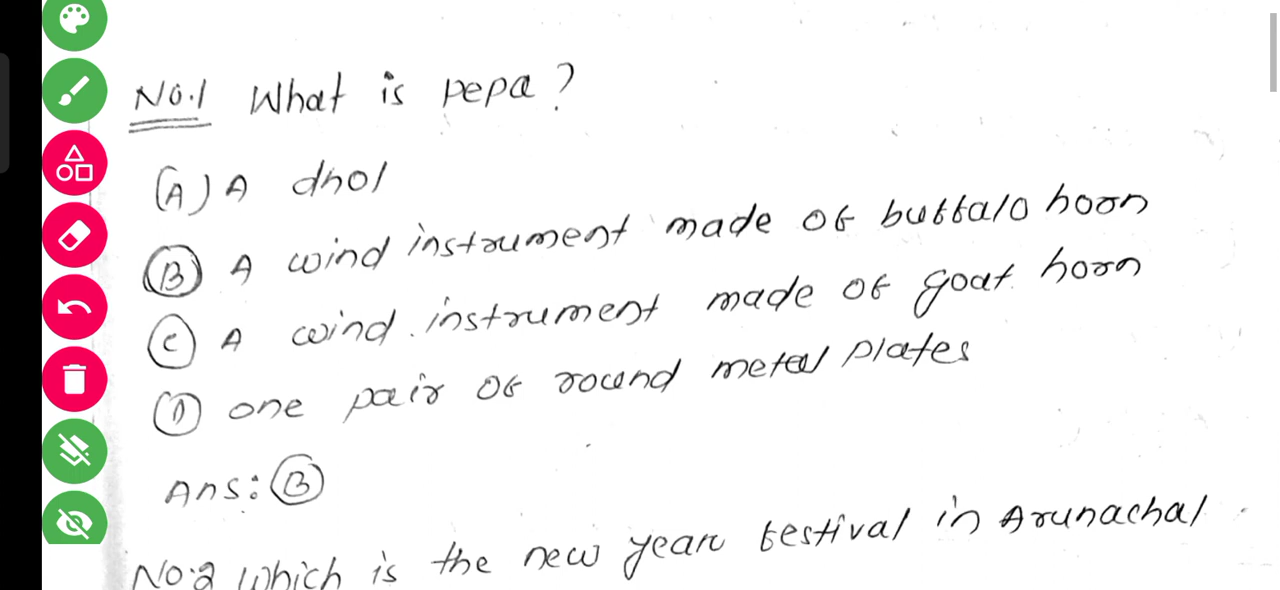 No.1 What is pepa?
(A) A dhol
(B) A wind instrument made of buffalo horn
(C) A wind instrument made of goat horn
(D) one pair of round metal plates
Ans: (B)
No.2 which is the new year festival in Arunachal